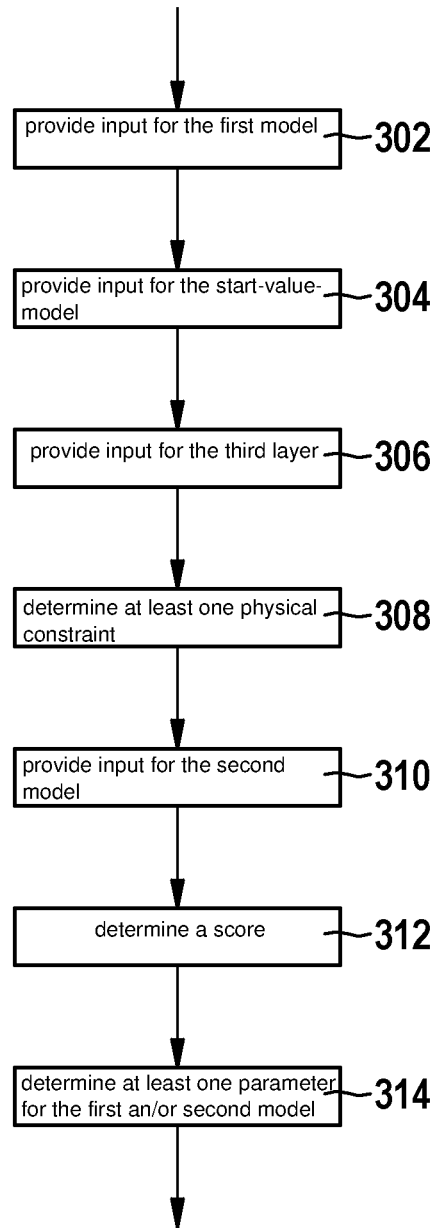 provide input for the first model 302
provide input for the start-value-
model 304
provide input for the third layer 306
determine at least one physical
constraint 308
provide input for the second
model 310
determine a score 312
determine at least one parameter
for the first an/or second model 314